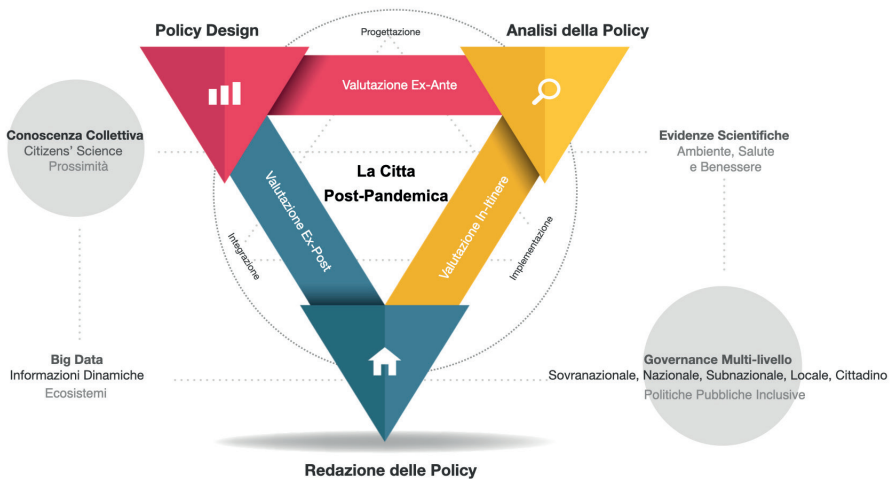 Policy Design
Progettazione
Analisi della Policy
Valutazione Ex-Ante
Conoscenza Collettiva
Citizens' Science
Prossimità
Evidenze Scientifiche
Ambiente, Salute
e Benessere
La Citta
Post-Pandemica
Valutazione Ex-Post
Valutazione In-Itinere
Integrazione
Implementazione
Big Data
Informazioni Dinamiche
Ecosistemi
Governance Multi-livello
Sovranazionale, Nazionale, Subnazionale, Locale, Cittadino
Politiche Pubbliche Inclusive
Redazione delle Policy